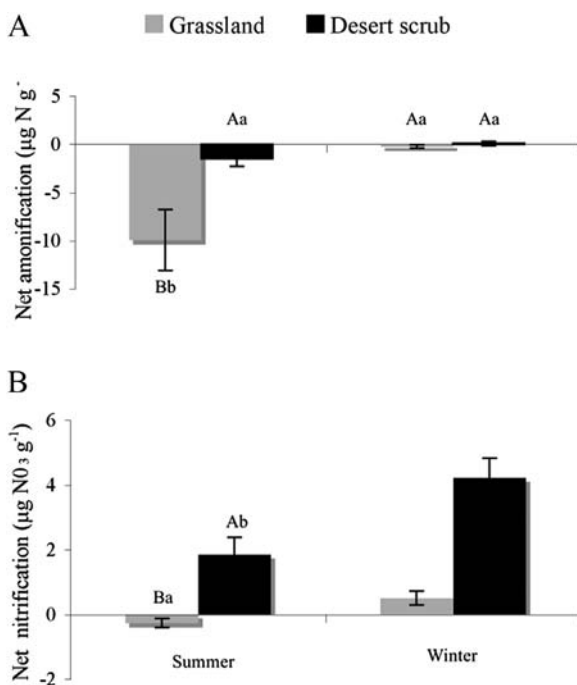 A
Grassland Desert scrub
Net amonification (µg N g-
5
0
-5
-10
-15
Aa Aa Aa
Bb
B
Net nitrification (µg N0₃ g⁻¹)
6
4
2
0
-2
Ab
Ba
Summer Winter